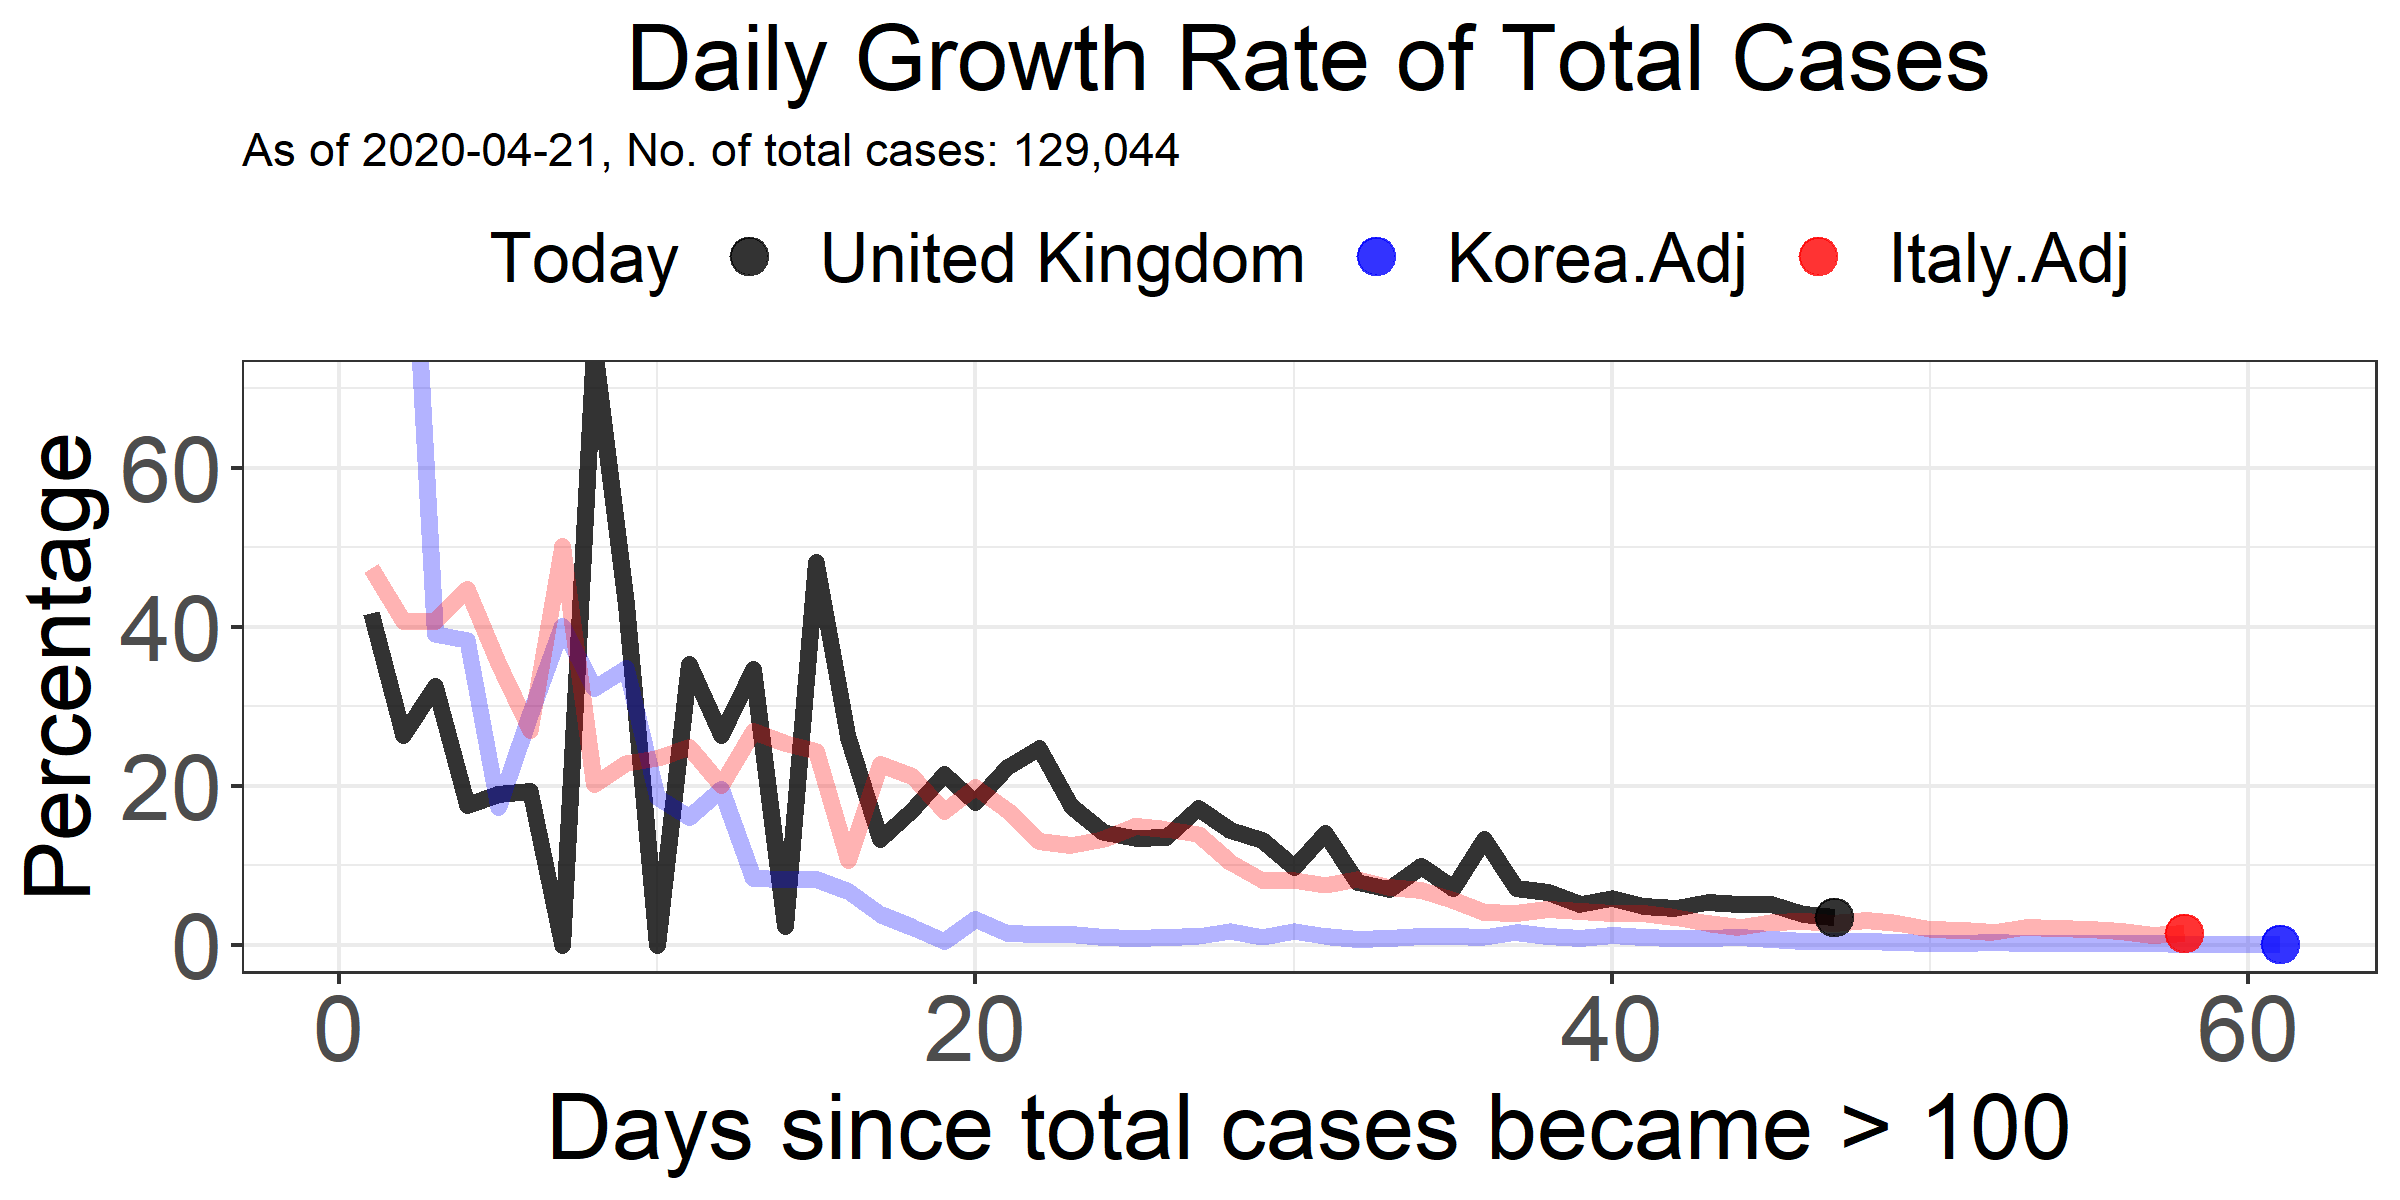 Daily Growth Rate of Total Cases
As of 2020-04-21, No. of total cases: 129,044
Today United Kingdom Korea.Adj Italy.Adj
Percentage
60
40
20
0
0 20 40 60
Days since total cases became > 100